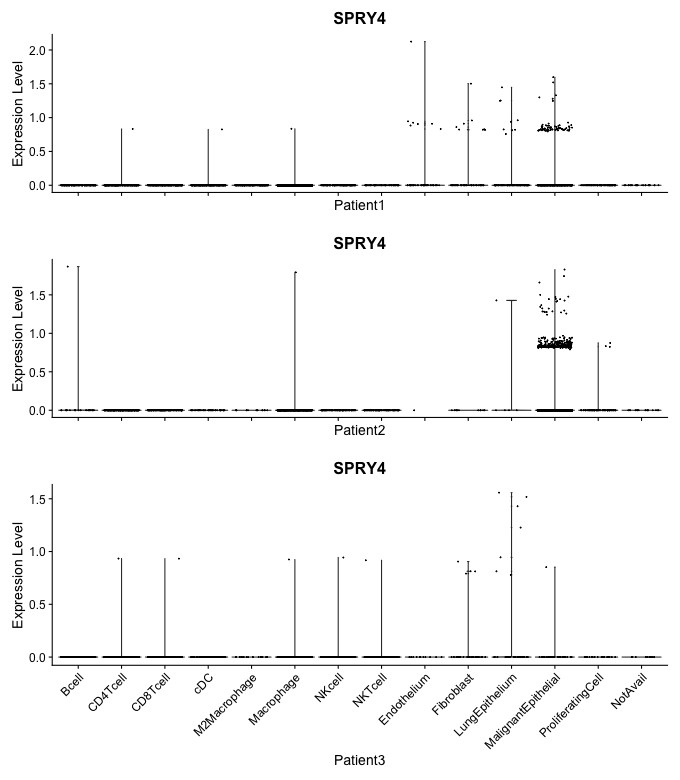 SPRY4
Expression Level
2.0
1.5
1.0
0.5
0.0
Patient1
SPRY4
Expression Level
1.5
1.0
0.5
0.0
Patient2
SPRY4
Expression Level
1.5
1.0
0.5
0.0
Bcell
CD4Tcell
CD8Tcell
cDC
M2Macrophage
Macrophage
NKcell
NKTcell
Endothelium
Fibroblast
LungEpithelium
MalignantEpithelial
ProliferatingCell
NotAvail
Patient3